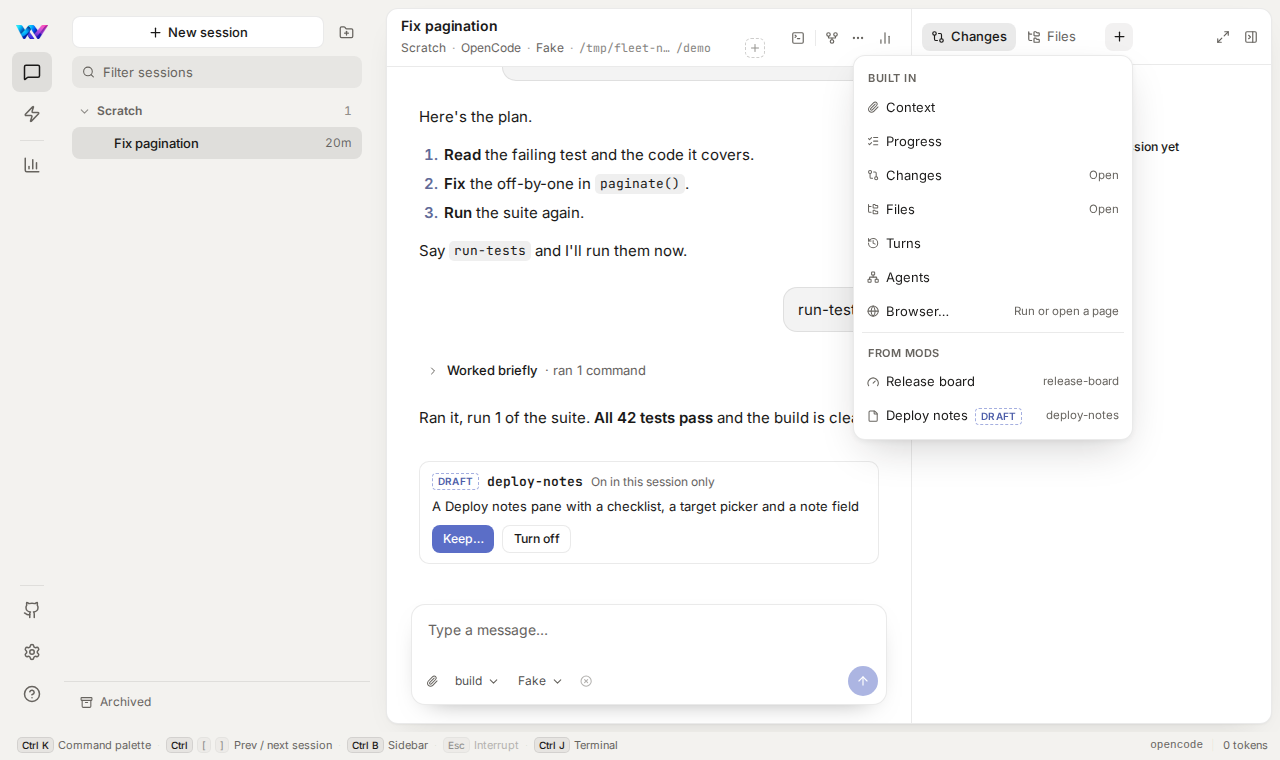 New session
Filter sessions
Scratch 1
Fix pagination 20m
Archived
Fix pagination
Scratch · OpenCode · Fake · /tmp/fleet-n… /demo
Here's the plan.
1. Read the failing test and the code it covers.
2. Fix the off-by-one in paginate().
3. Run the suite again.
Say run-tests and I'll run them now.
Worked briefly · ran 1 command
Ran it, run 1 of the suite. All 42 tests pass and the build is
DRAFT deploy-notes On in this session only
A Deploy notes pane with a checklist, a target picker and a note field
Keep… Turn off
Type a message…
build Fake
Changes Files
sion yet
BUILT IN
Context
Progress
Changes Open
Files Open
Turns
Agents
Browser… Run or open a page
FROM MODS
Release board release-board
Deploy notes DRAFT deploy-notes
Ctrl K Command palette Ctrl [ ] Prev / next session Ctrl B Sidebar Esc Interrupt Ctrl J Terminal
opencode 0 tokens